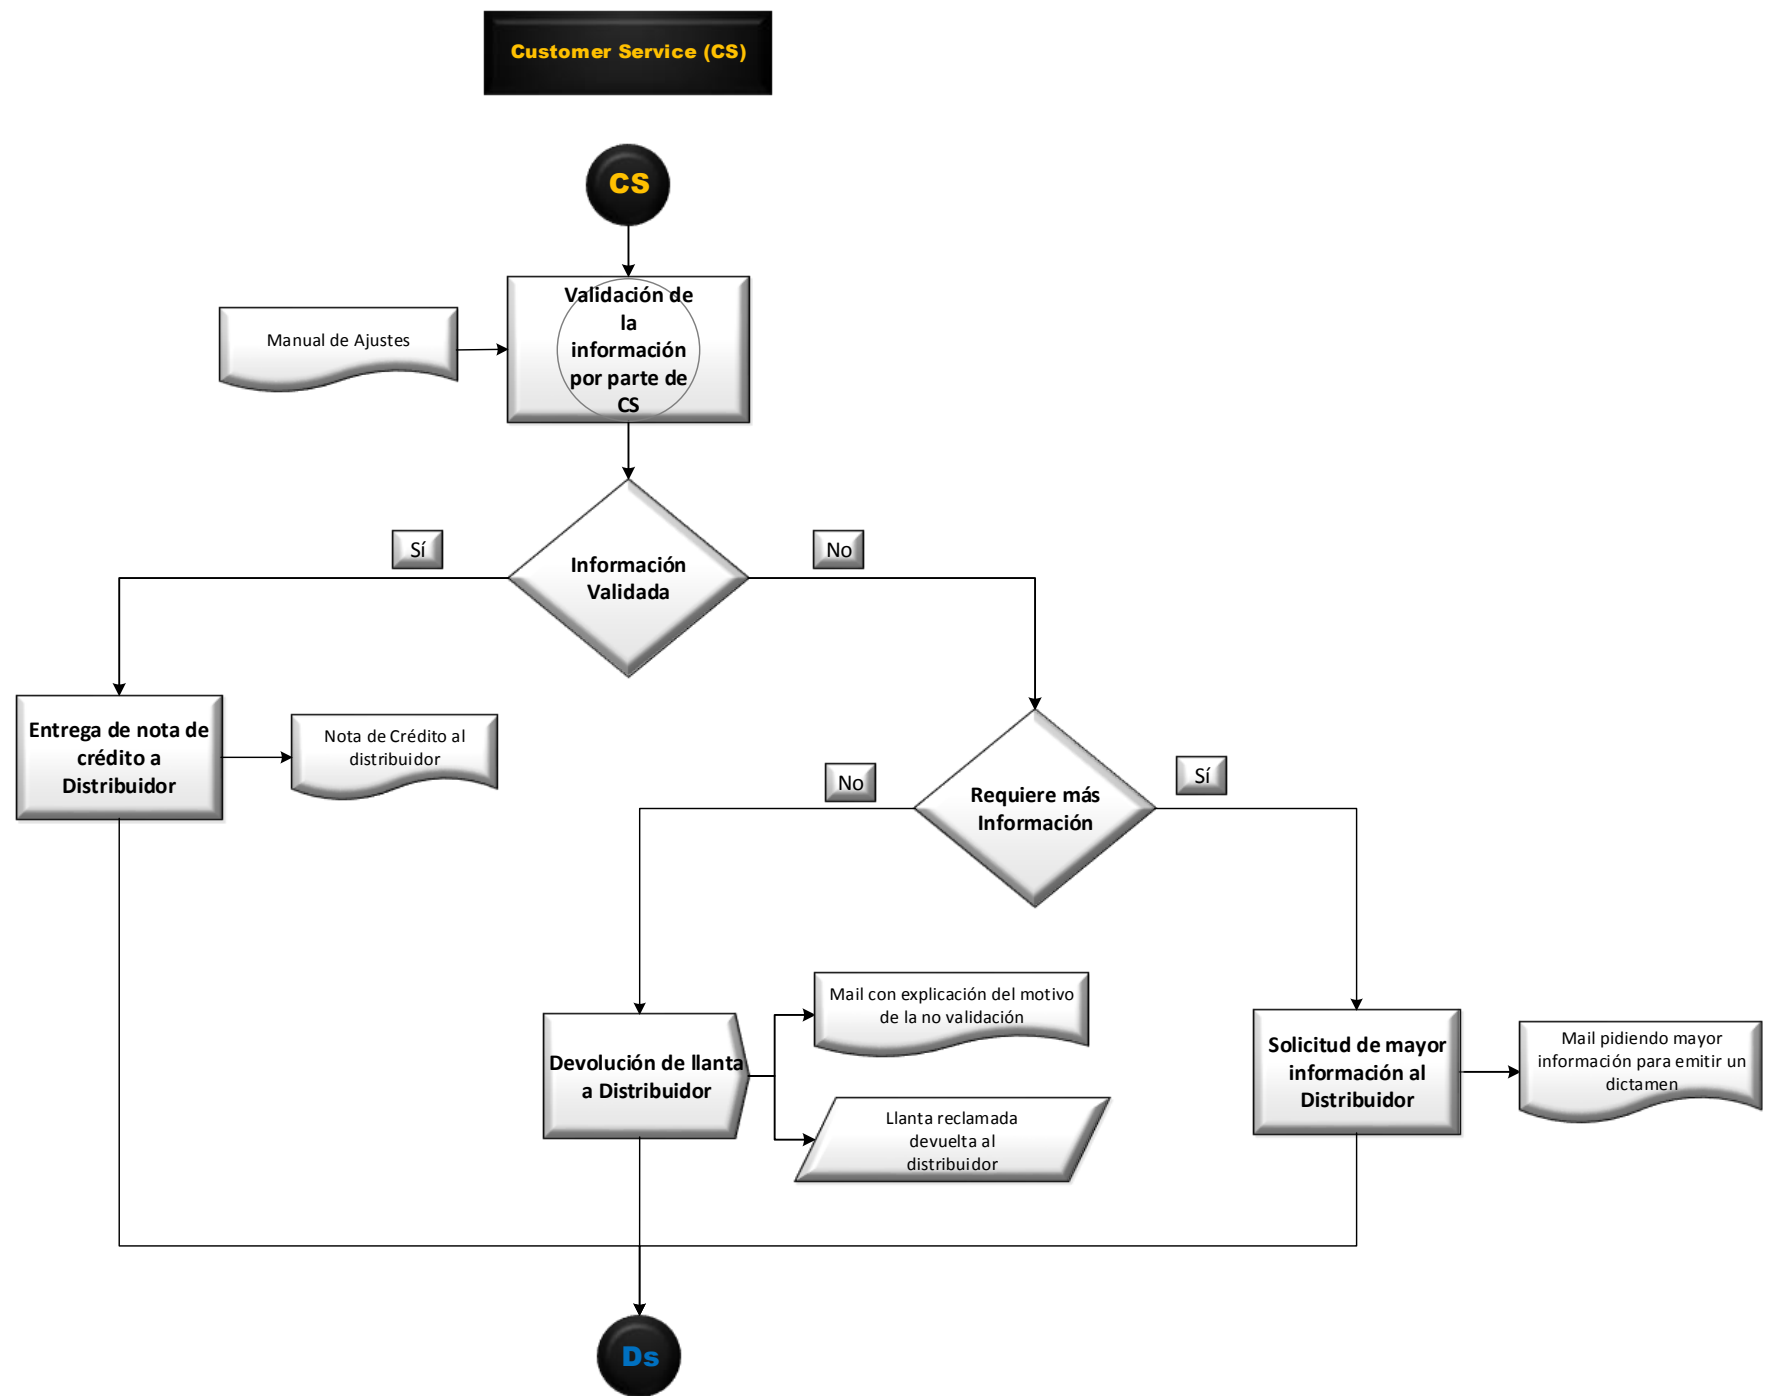 Customer Service (CS)
CS
Validación de
la
información
por parte de
CS
Manual de Ajustes
Sí
Información
Validada
No
Entrega de nota de
crédito a
Distribuidor
Nota de Crédito al
distribuidor
No
Requiere más
Información
Sí
Devolución de llanta
a Distribuidor
Mail con explicación del motivo
de la no validación
Llanta reclamada
devuelta al
distribuidor
Solicitud de mayor
información al
Distribuidor
Mail pidiendo mayor
información para emitir un
dictamen
Ds